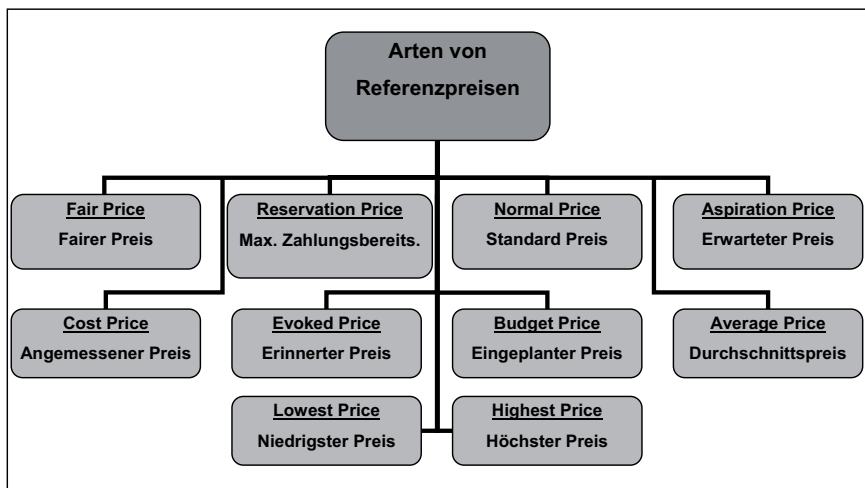 Arten von
Referenzpreisen
Fair Price
Fairer Preis
Reservation Price
Max. Zahlungsbereits.
Normal Price
Standard Preis
Aspiration Price
Erwarteter Preis
Cost Price
Angemessener Preis
Evoked Price
Erinnerter Preis
Budget Price
Eingeplanter Preis
Average Price
Durchschnittspreis
Lowest Price
Niedrigster Preis
Highest Price
Höchster Preis